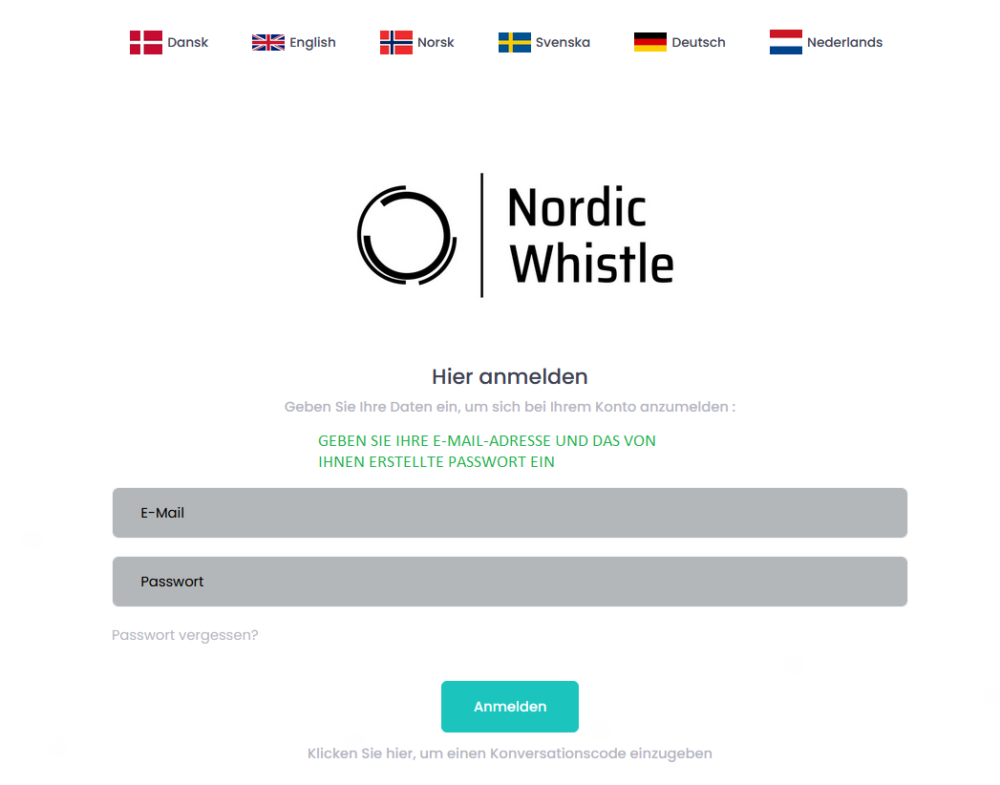 Dansk English Norsk Svenska Deutsch Nederlands
Nordic
Whistle
Hier anmelden
Geben Sie Ihre Daten ein, um sich bei Ihrem Konto anzumelden :
GEBEN SIE IHRE E-MAIL-ADRESSE UND DAS VON
IHNEN ERSTELLTE PASSWORT EIN
E-Mail
Passwort
Passwort vergessen?
Anmelden
Klicken Sie hier, um einen Konversationscode einzugeben